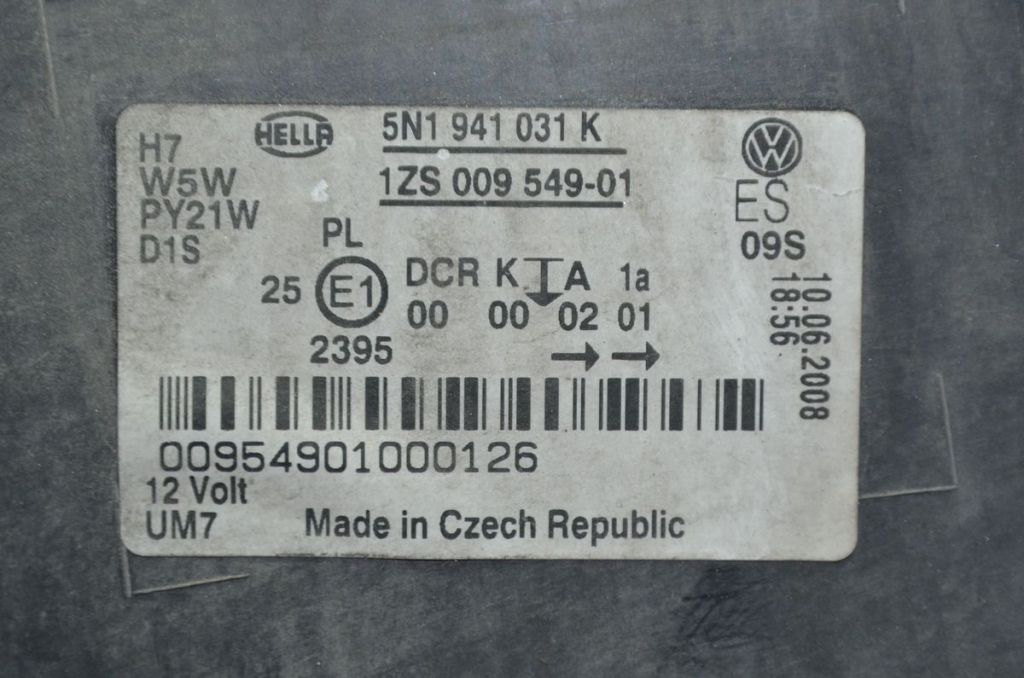 HELLA
5N1 941 031 K
1ZS 009 549-01
H7
W5W
PY21W
D1S
VW
ES
09S
10.06.2008
18:56
PL
25 E1 DCR K A 1a
00 00 02 01
2395 → →
00954901000126
12 Volt
UM7 Made in Czech Republic